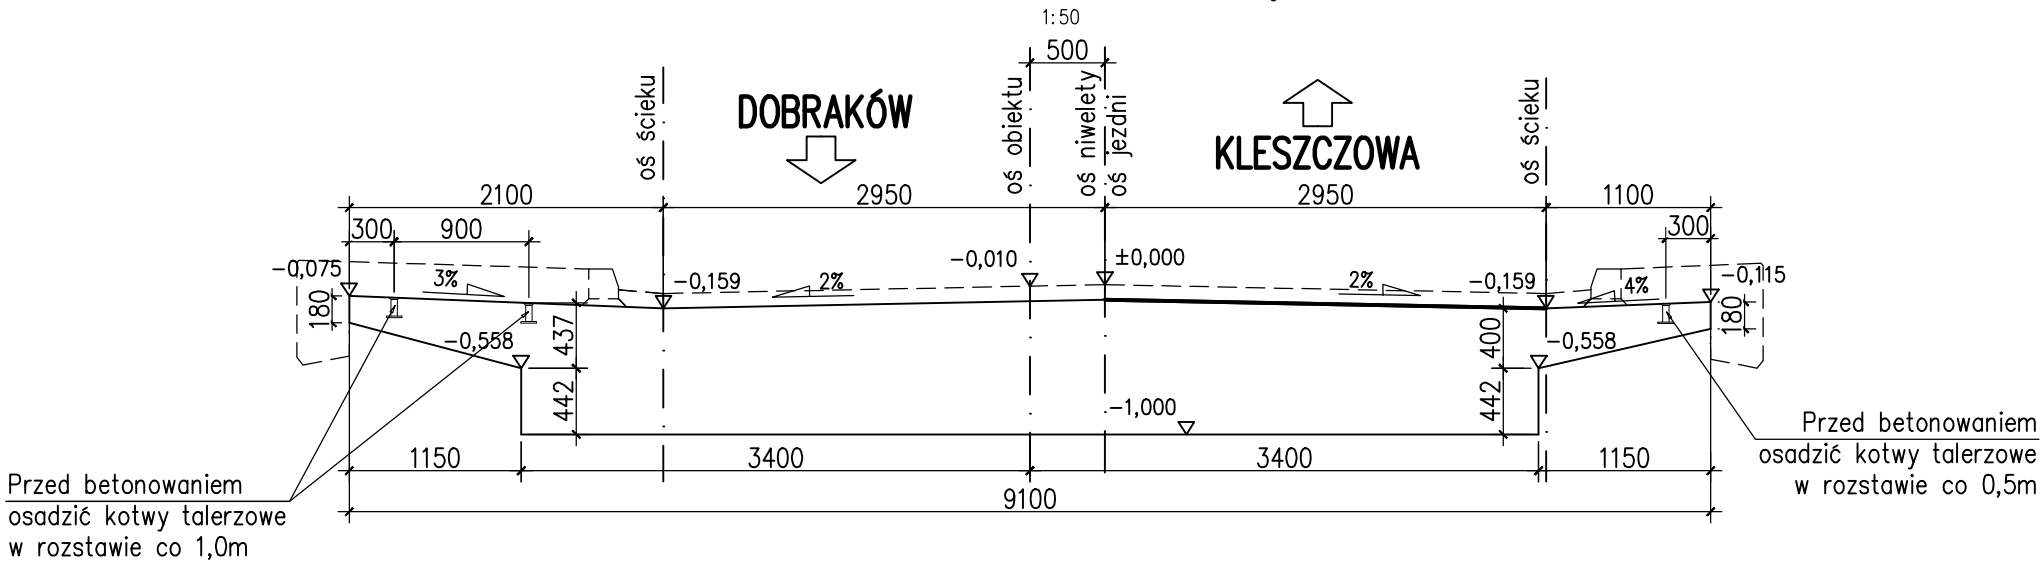 1:50
500
oś ścieku
DOBRAKÓW
oś obiektu
oś niwelety
oś jezdni
KLESZCZOWA
oś ścieku
2100
2950
2950
1100
300
900
300
-0,075
3%
-0,159
2%
-0,010
±0,000
2%
-0,159
4%
-0,115
180
-0,558
437
442
400
442
-0,558
180
-1,000
1150
3400
3400
1150
9100
Przed betonowaniem
osadzić kotwy talerzowe
w rozstawie co 1,0m
Przed betonowaniem
osadzić kotwy talerzowe
w rozstawie co 0,5m